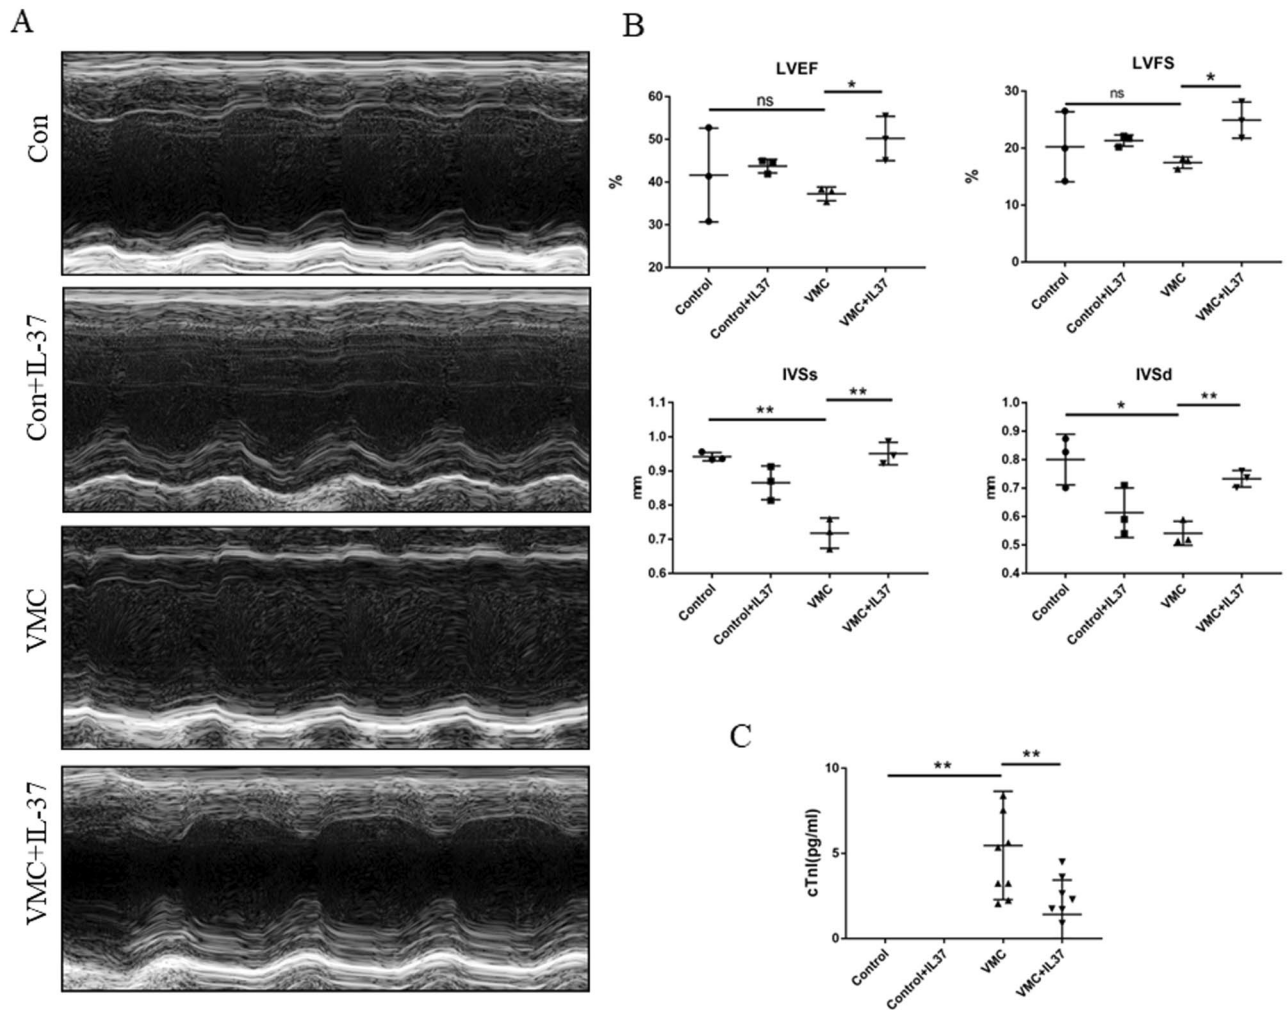 A
Con
Con+IL-37
VMC
VMC+IL-37
B
LVEF
%
60
50
40
30
20
ns
*
Control
Control+IL37
VMC
VMC+IL37
LVFS
%
30
20
10
0
ns
*
Control
Control+IL37
VMC
VMC+IL37
IVSs
mm
1.1
1.0
0.9
0.8
0.7
0.6
**
**
Control
Control+IL37
VMC
VMC+IL37
IVSd
mm
1.0
0.9
0.8
0.7
0.6
0.5
0.4
*
**
Control
Control+IL37
VMC
VMC+IL37
C
cTnI(pg/ml)
10
5
0
**
**
Control
Control+IL37
VMC
VMC+IL37